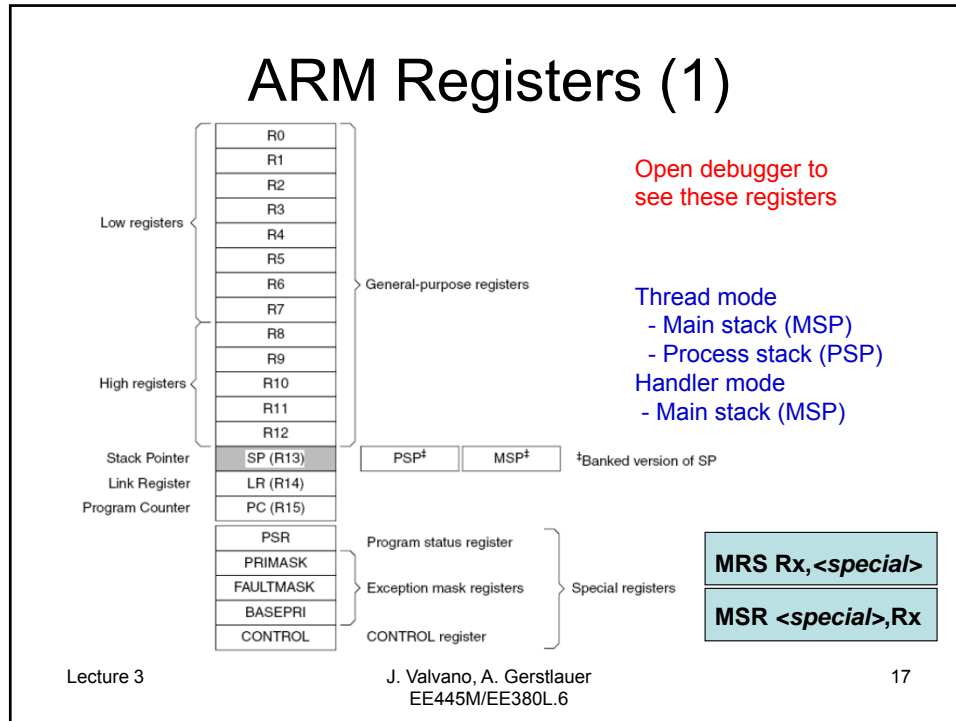 ARM Registers (1)
R0
R1
R2
R3
R4
R5
R6
R7
R8
R9
R10
R11
R12
Low registers
High registers
General-purpose registers
Open debugger to
see these registers
Thread mode
- Main stack (MSP)
- Process stack (PSP)
Handler mode
- Main stack (MSP)
Stack Pointer
SP (R13)
PSP‡
MSP‡
‡Banked version of SP
Link Register
LR (R14)
Program Counter
PC (R15)
PSR
Program status register
PRIMASK
FAULTMASK
BASEPRI
Exception mask registers
CONTROL
CONTROL register
Special registers
MRS Rx,<special>
MSR <special>,Rx
Lecture 3
J. Valvano, A. Gerstlauer
EE445M/EE380L.6
17